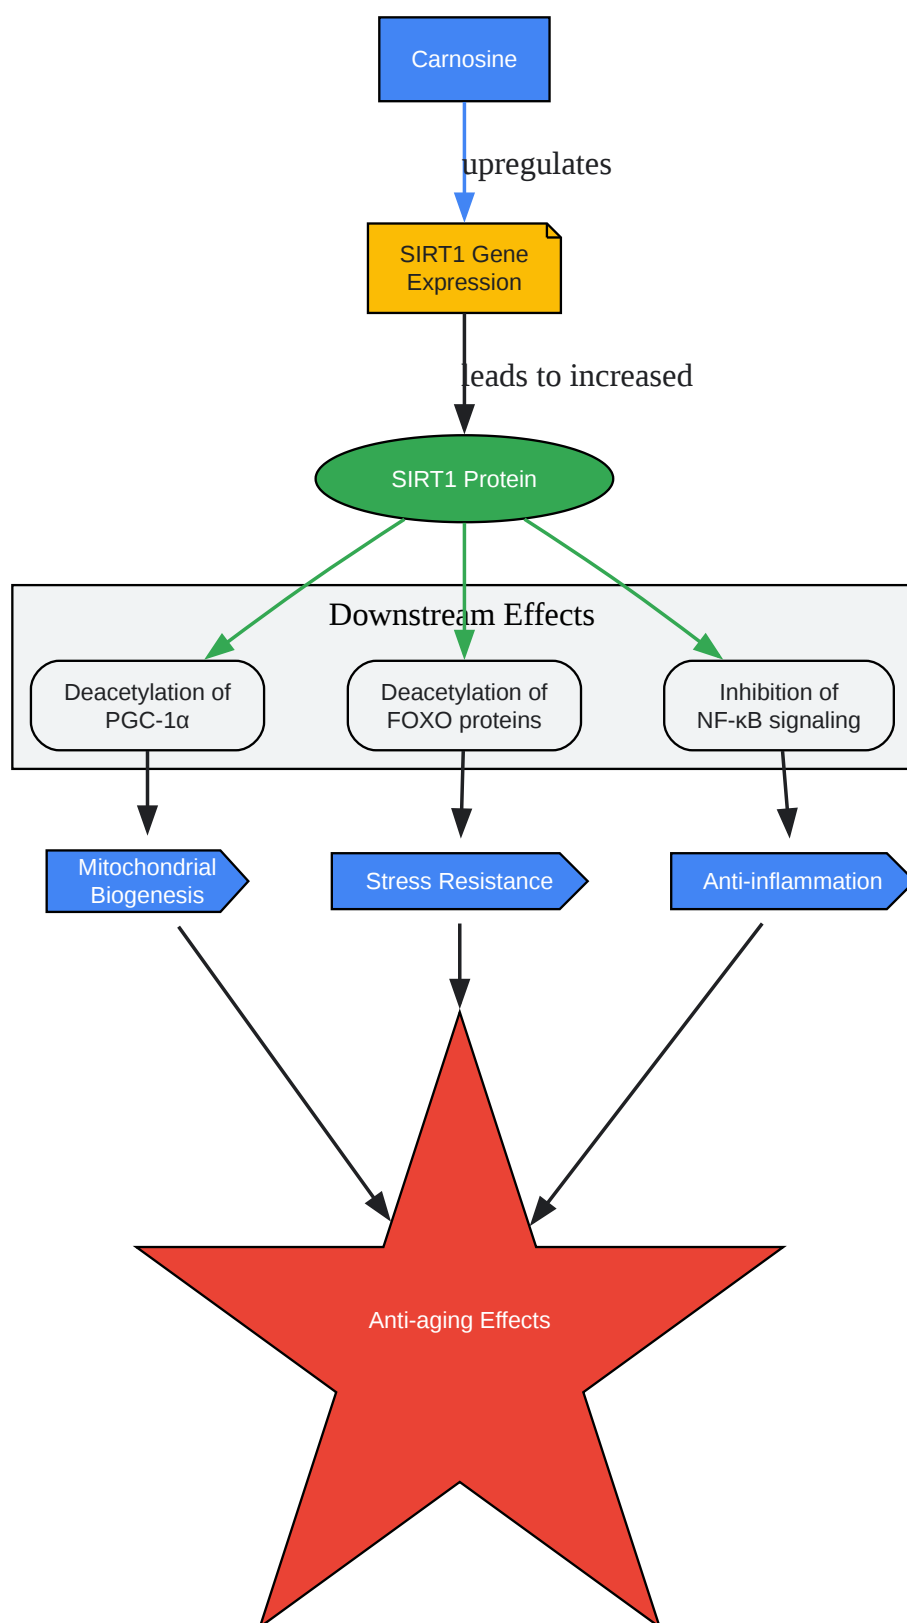 Carnosine
upregulates
SIRT1 Gene
Expression
leads to increased
SIRT1 Protein
Downstream Effects
Deacetylation of
PGC-1α
Deacetylation of
FOXO proteins
Inhibition of
NF-κB signaling
Mitochondrial
Biogenesis
Stress Resistance
Anti-inflammation
Anti-aging Effects